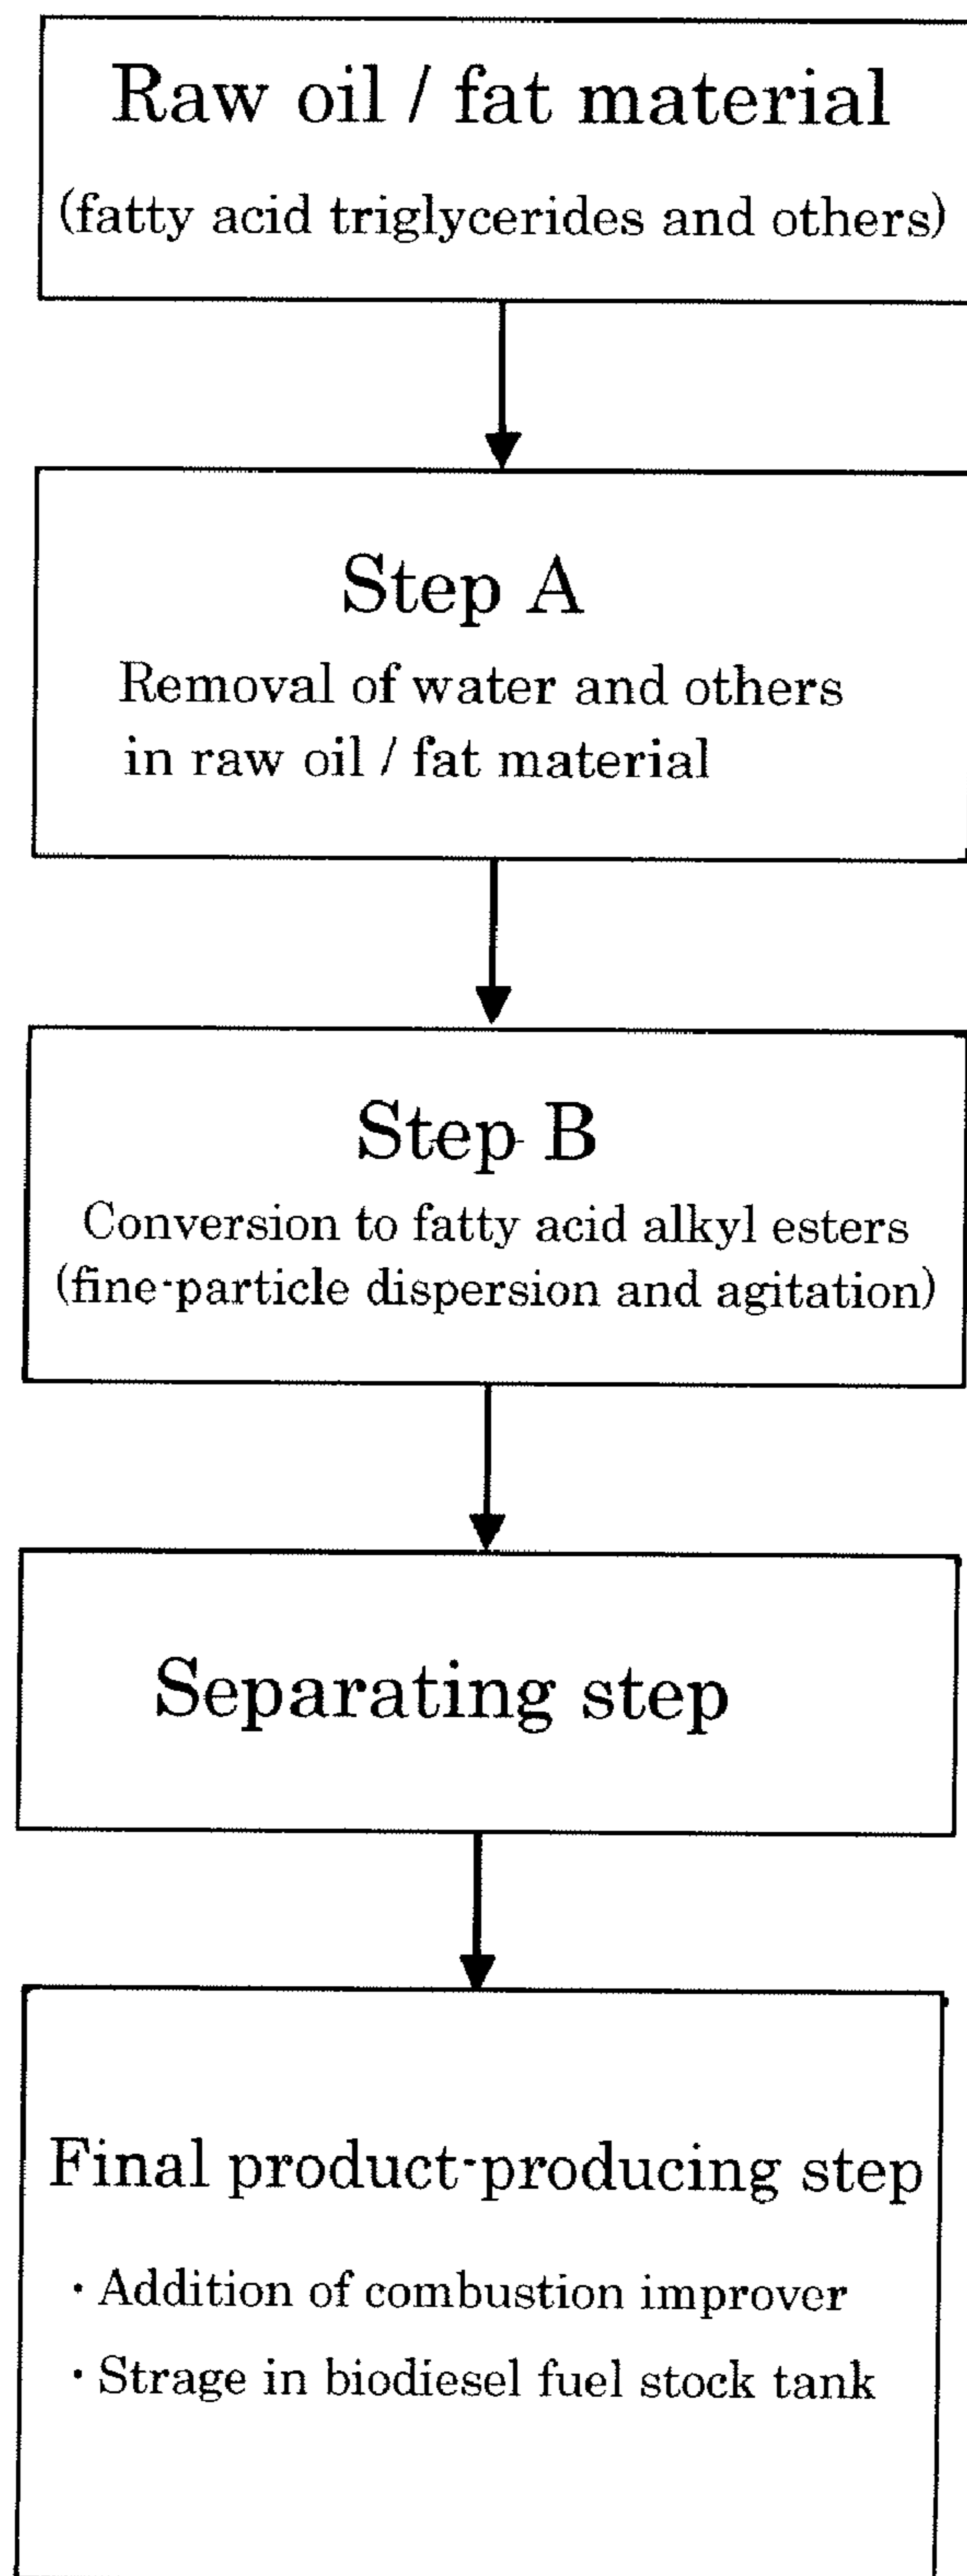 Raw oil / fat material
(fatty acid triglycerides and others)
Step A
Removal of water and others
in raw oil / fat material
Step B
Conversion to fatty acid alkyl esters
(fine-particle dispersion and agitation)
Separating step
Final product-producing step
・Addition of combustion improver
・Strage in biodiesel fuel stock tank